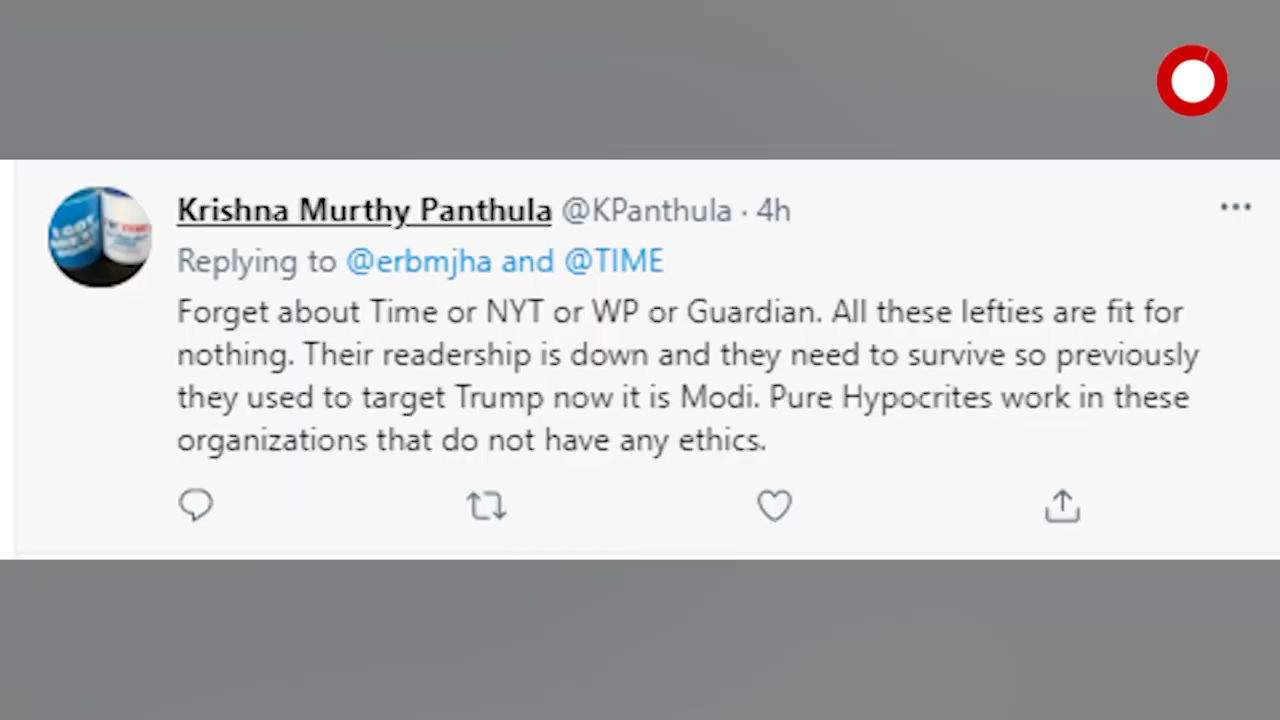 Krishna Murthy Panthula @KPanthula · 4h
Replying to @erbmjha and @TIME
Forget about Time or NYT or WP or Guardian. All these lefties are fit for
nothing. Their readership is down and they need to survive so previously
they used to target Trump now it is Modi. Pure Hypocrites work in these
organizations that do not have any ethics.